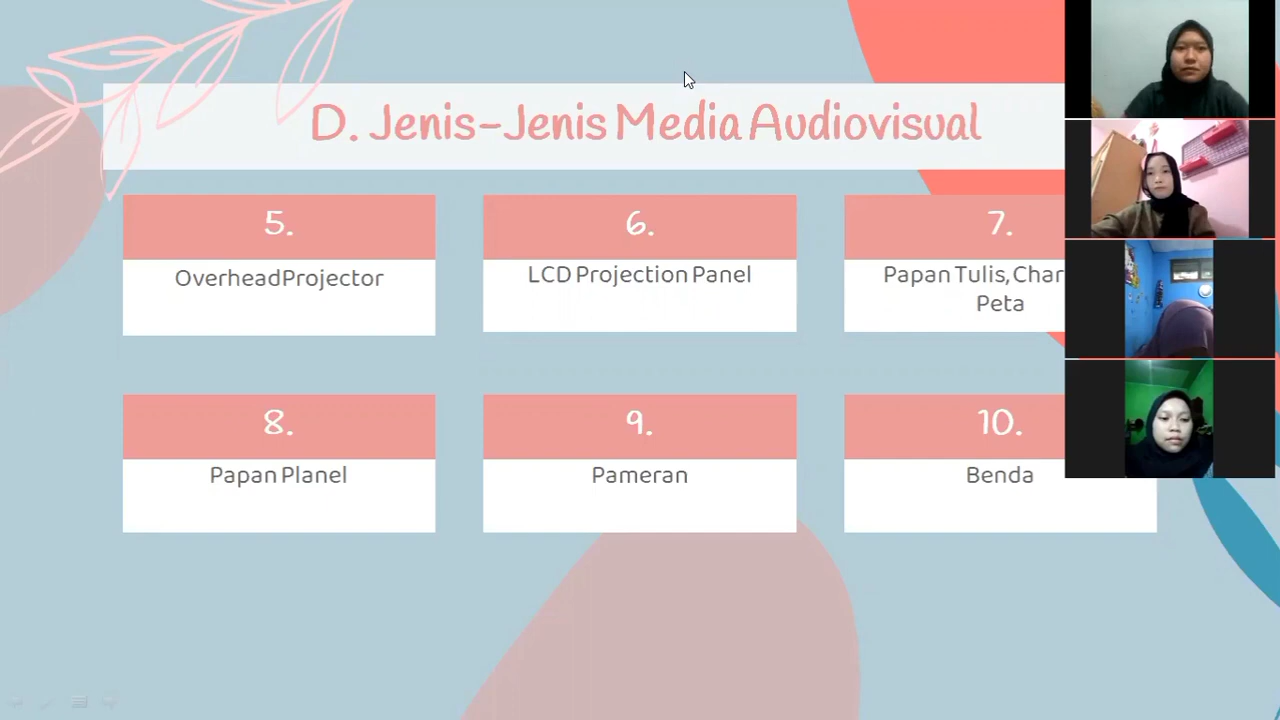 D. Jenis-Jenis Media Audiovisual
5.
OverheadProjector
6.
LCD Projection Panel
7.
Papan Tulis, Char
Peta
8.
Papan Planel
9.
Pameran
10.
Benda